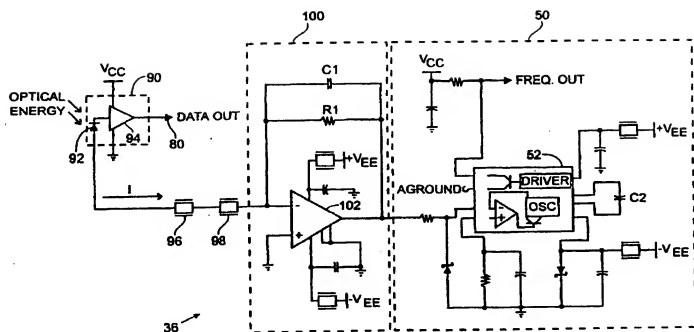 100
50
VCC
90
OPTICAL
ENERGY
92
94
DATA OUT
80
I
96
98
C1
R1
+VEE
-
+
102
-VEE
VCC
FREQ. OUT
52
+VEE
AGROUND
DRIVER
OSC
-
+
C2
-VEE
36